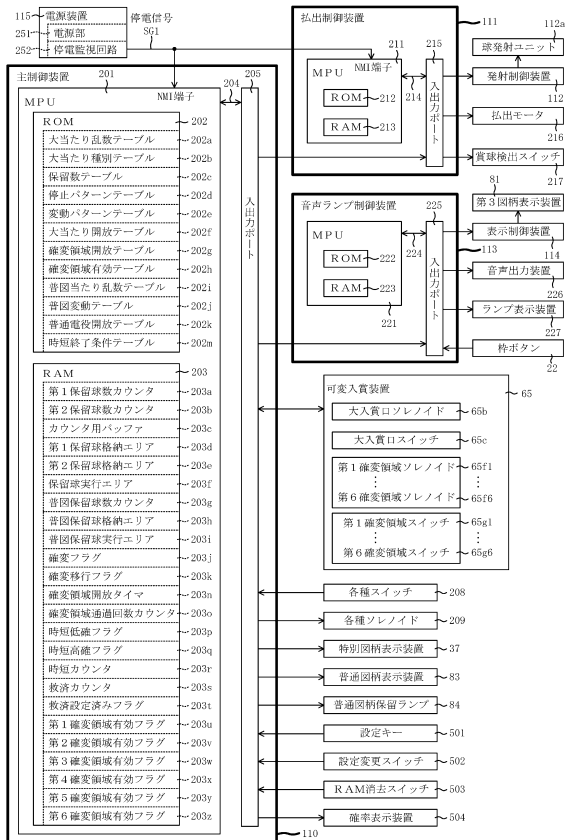 115
電源装置
251
電源部
252
停電監視回路
停電信号
SG1
主制御装置
201
MPU
NMI端子
204
205
入出力ポート
ROM
202
大当たり乱数テーブル
202a
大当たり種別テーブル
202b
保留数テーブル
202c
停止パターンテーブル
202d
変動パターンテーブル
202e
大当たり開放テーブル
202f
確変領域開放テーブル
202g
確変領域有効テーブル
202h
普図当たり乱数テーブル
202i
普図変動テーブル
202j
普通電役開放テーブル
202k
時短終了条件テーブル
202m
RAM
203
第1保留球数カウンタ
203a
第2保留球数カウンタ
203b
カウンタ用バッファ
203c
第1保留球格納エリア
203d
第2保留球格納エリア
203e
保留球実行エリア
203f
普図保留球数カウンタ
203g
普図保留球格納エリア
203h
普図保留球実行エリア
203i
確変フラグ
203j
確変移行フラグ
203k
確変領域開放タイマ
203n
確変領域通過回数カウンタ
203o
時短低確フラグ
203p
時短高確フラグ
203q
時短カウンタ
203r
救済カウンタ
203s
救済設定済みフラグ
203t
第1確変領域有効フラグ
203u
第2確変領域有効フラグ
203v
第3確変領域有効フラグ
203w
第4確変領域有効フラグ
203x
第5確変領域有効フラグ
203y
第6確変領域有効フラグ
203z
110
払出制御装置
111
211
NMI端子
MPU
ROM
212
RAM
213
214
215
入出力ポート
112a
球発射ユニット
発射制御装置
112
払出モータ
216
賞球検出スイッチ
217
音声ランプ制御装置
113
MPU
ROM
222
RAM
223
221
224
225
入出力ポート
81
第3図柄表示装置
表示制御装置
114
音声出力装置
226
ランプ表示装置
227
枠ボタン
22
可変入賞装置
65
大入賞口ソレノイド
65b
大入賞口スイッチ
65c
第1確変領域ソレノイド
65f1
⋮
第6確変領域ソレノイド
65f6
第1確変領域スイッチ
65g1
⋮
第6確変領域スイッチ
65g6
各種スイッチ
208
各種ソレノイド
209
特別図柄表示装置
37
普通図柄表示装置
83
普通図柄保留ランプ
84
設定キー
501
設定変更スイッチ
502
RAM消去スイッチ
503
確率表示装置
504